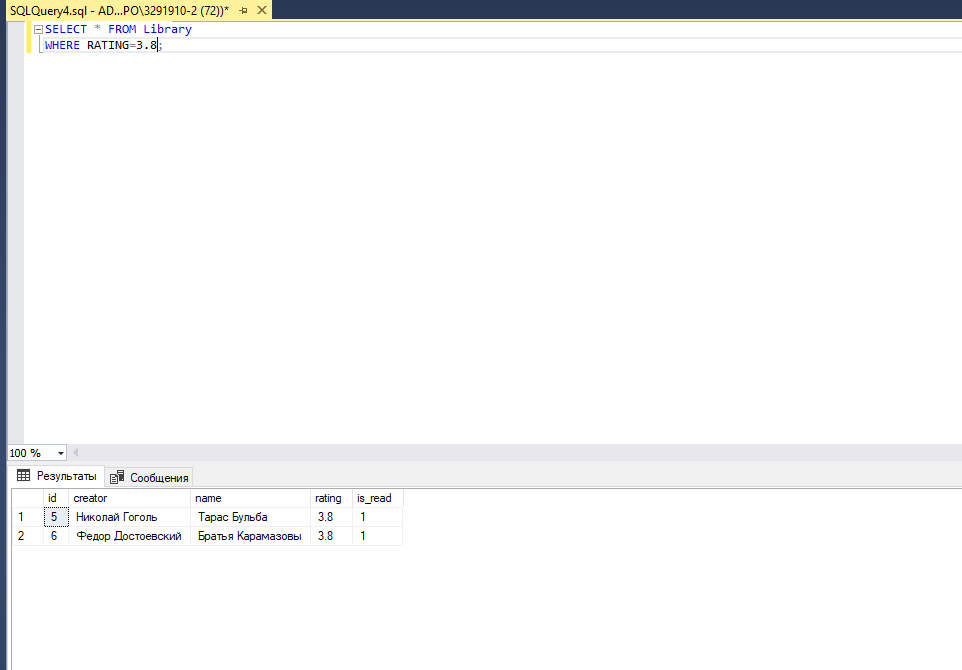 SQLQuery4.sql - AD...PO\3291910-2 (72))*
SELECT * FROM Library
WHERE RATING=3.8;
100 %
Результаты Сообщения
id creator name rating is_read
1 5 Николай Гоголь Тарас Бульба 3.8 1
2 6 Федор Достоевский Братья Карамазовы 3.8 1